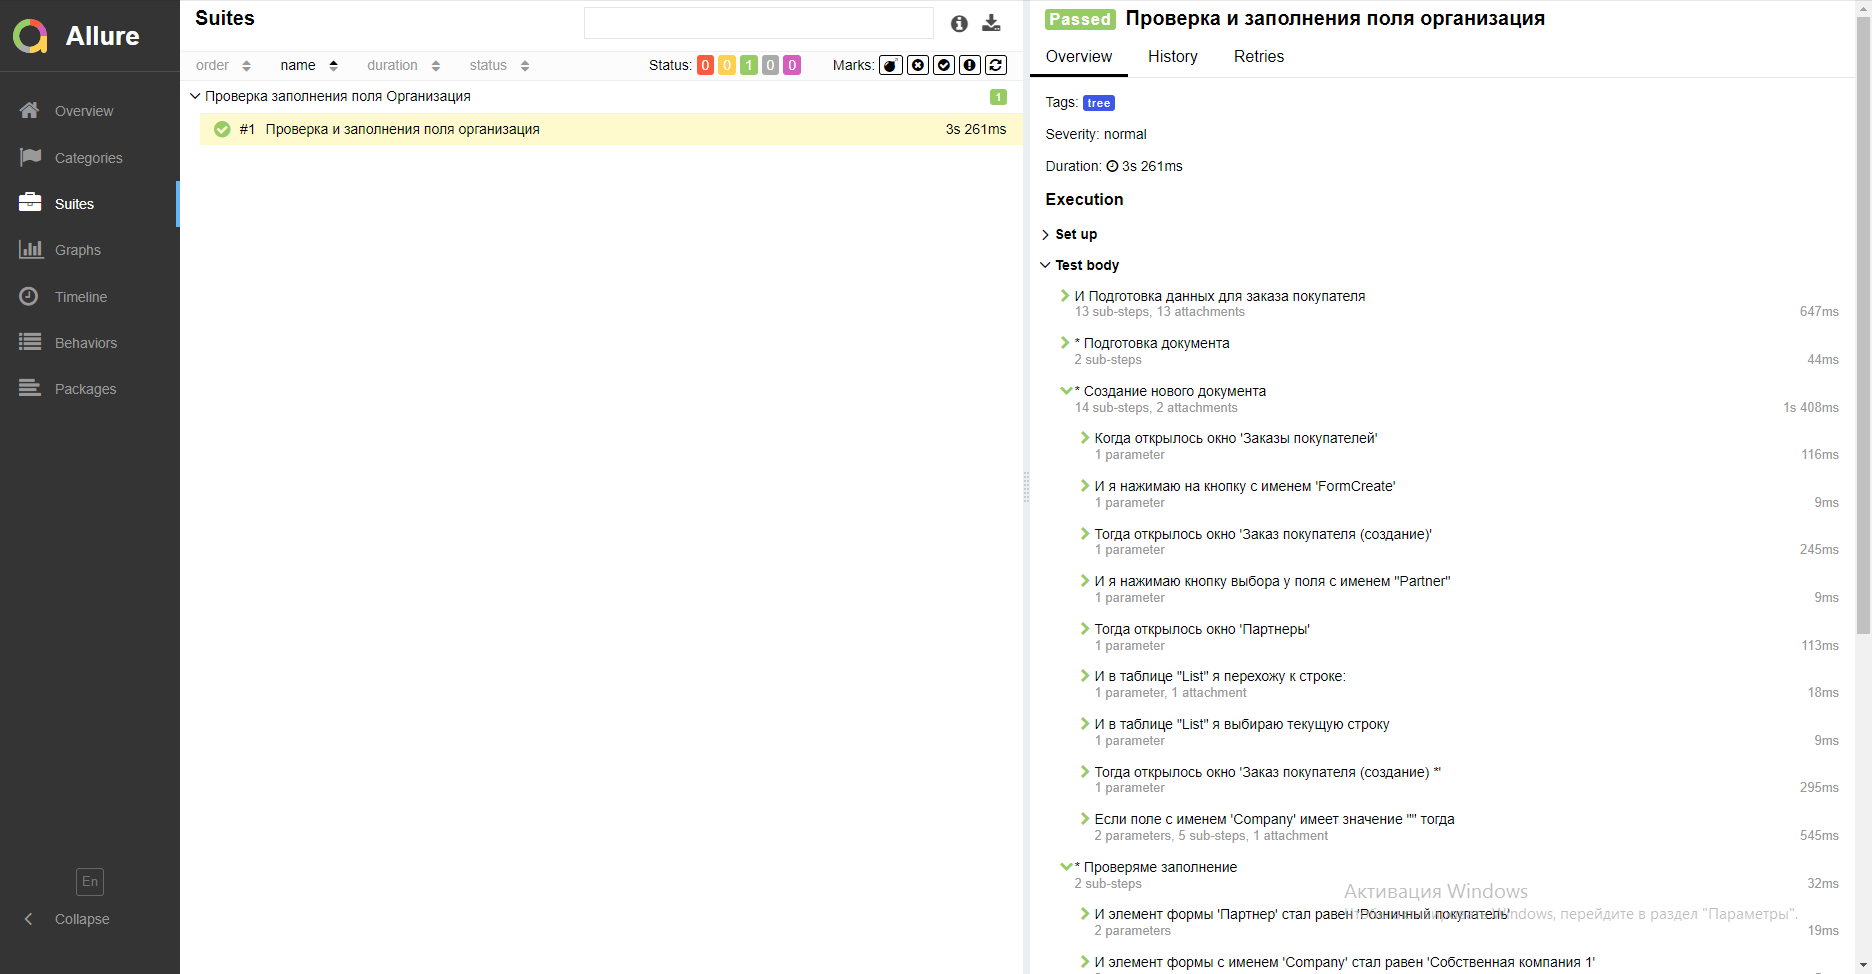 Allure
Overview
Categories
Suites
Graphs
Timeline
Behaviors
Packages
En
Collapse
Suites
order name duration status Status: 0 0 1 0 0 Marks:
Проверка заполнения поля Организация 1
#1 Проверка и заполнения поля организация 3s 261ms
Passed Проверка и заполнения поля организация
Overview History Retries
Tags: tree
Severity: normal
Duration: 3s 261ms
Execution
Set up
Test body
И Подготовка данных для заказа покупателя
13 sub-steps, 13 attachments 647ms
* Подготовка документа
2 sub-steps 44ms
* Создание нового документа
14 sub-steps, 2 attachments 1s 408ms
Когда открылось окно 'Заказы покупателей'
1 parameter 116ms
И я нажимаю на кнопку с именем 'FormCreate'
1 parameter 9ms
Тогда открылось окно 'Заказ покупателя (создание)'
1 parameter 245ms
И я нажимаю кнопку выбора у поля с именем "Partner"
1 parameter 9ms
Тогда открылось окно 'Партнеры'
1 parameter 113ms
И в таблице "List" я перехожу к строке:
1 parameter, 1 attachment 18ms
И в таблице "List" я выбираю текущую строку
1 parameter 9ms
Тогда открылось окно 'Заказ покупателя (создание) *'
1 parameter 295ms
Если поле с именем 'Company' имеет значение "" тогда
2 parameters, 5 sub-steps, 1 attachment 545ms
* Проверяме заполнение
2 sub-steps 32ms
Активация Windows
И элемент формы 'Партнер' стал равен 'Розничный покупатель'
Windows, перейдите в раздел "Параметры".
2 parameters 19ms
И элемент формы с именем 'Company' стал равен 'Собственная компания 1'